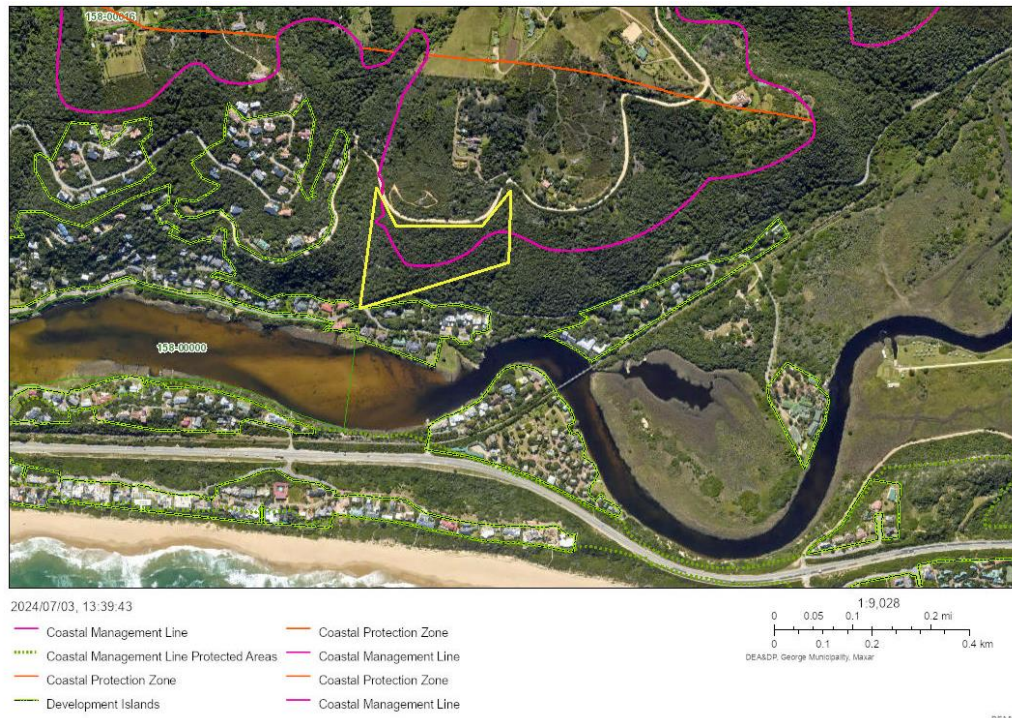 158-00016
158-00000
2024/07/03, 13:39:43
Coastal Management Line
Coastal Management Line Protected Areas
Coastal Protection Zone
Development Islands
Coastal Protection Zone
Coastal Management Line
Coastal Protection Zone
Coastal Management Line
1:9,028
0 0.05 0.1 0.2 mi
0 0.1 0.2 0.4 km
DEA&DP, George Municipality, Maxar